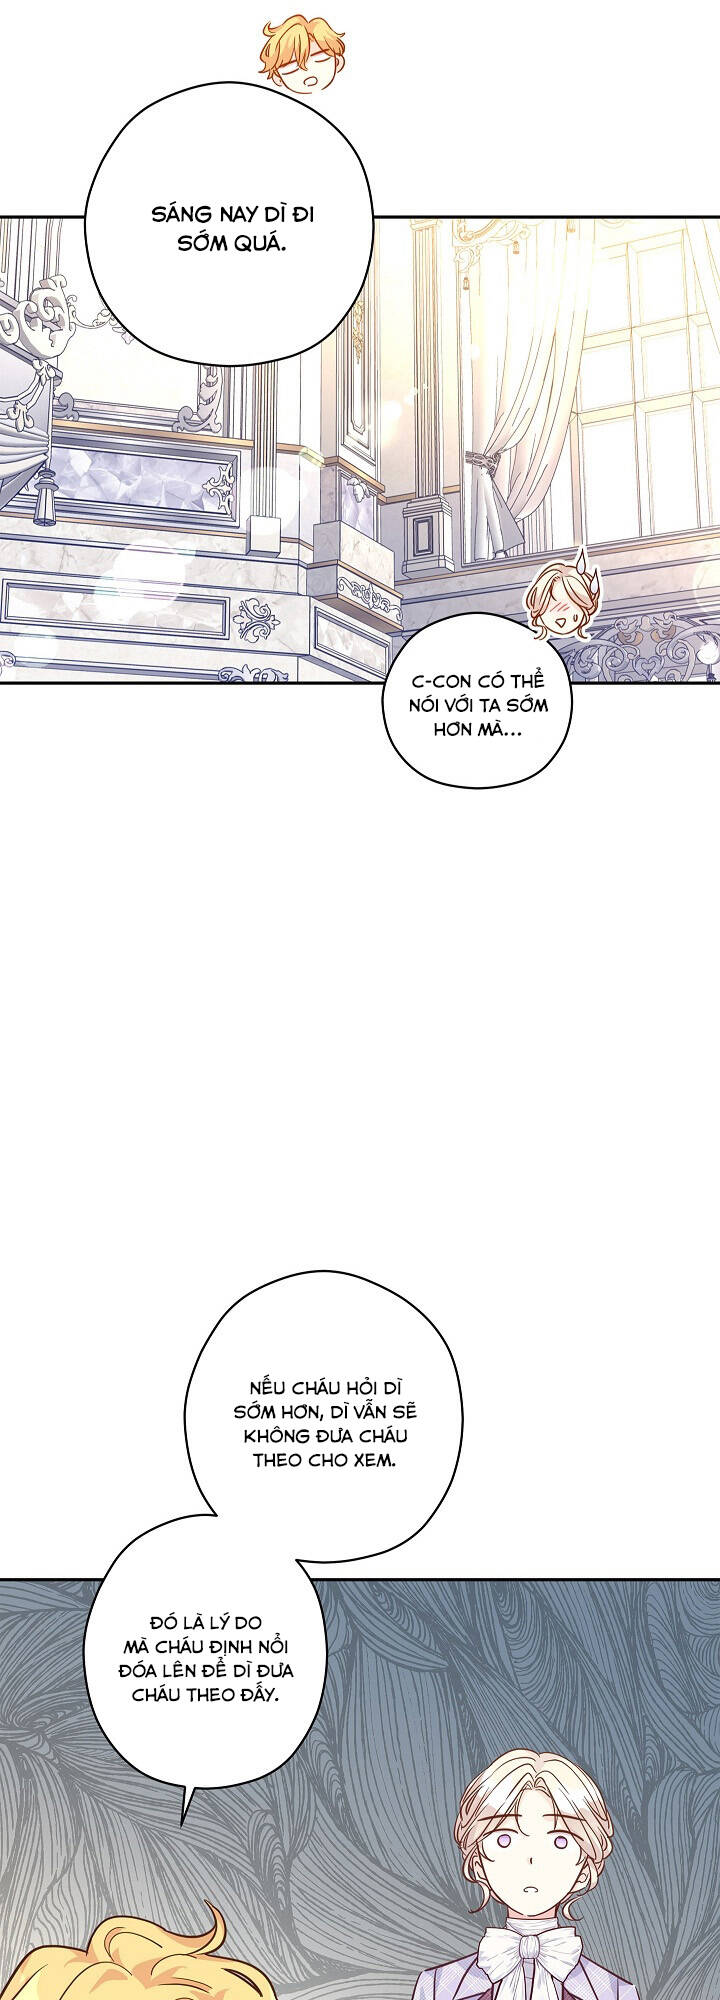 SÁNG NAY DÌ ĐI
SỚM QUÁ.
C-CON CÓ THỂ
NÓI VỚI TA SỚM
HƠN MÀ...
NẾU CHÁU HỎI DÌ
SỚM HƠN, DÌ VẪN SẼ
KHÔNG ĐƯA CHÁU
THEO CHO XEM.
ĐÓ LÀ LÝ DO
MÀ CHÁU ĐỊNH NỔI
ĐÓA LÊN ĐỂ DÌ ĐƯA
CHÁU THEO ĐẤY.